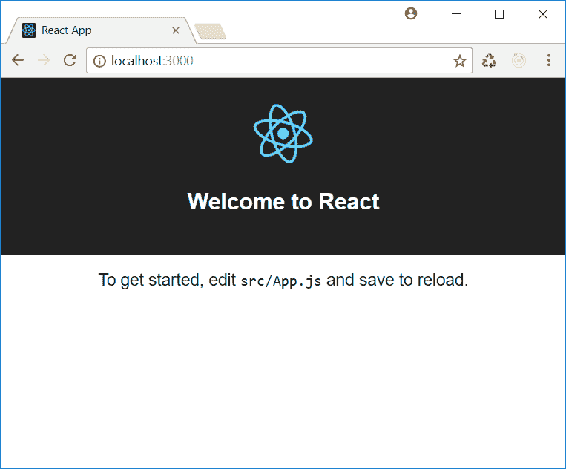 React App
localhost:3000
Welcome to React
To get started, edit src/App.js and save to reload.